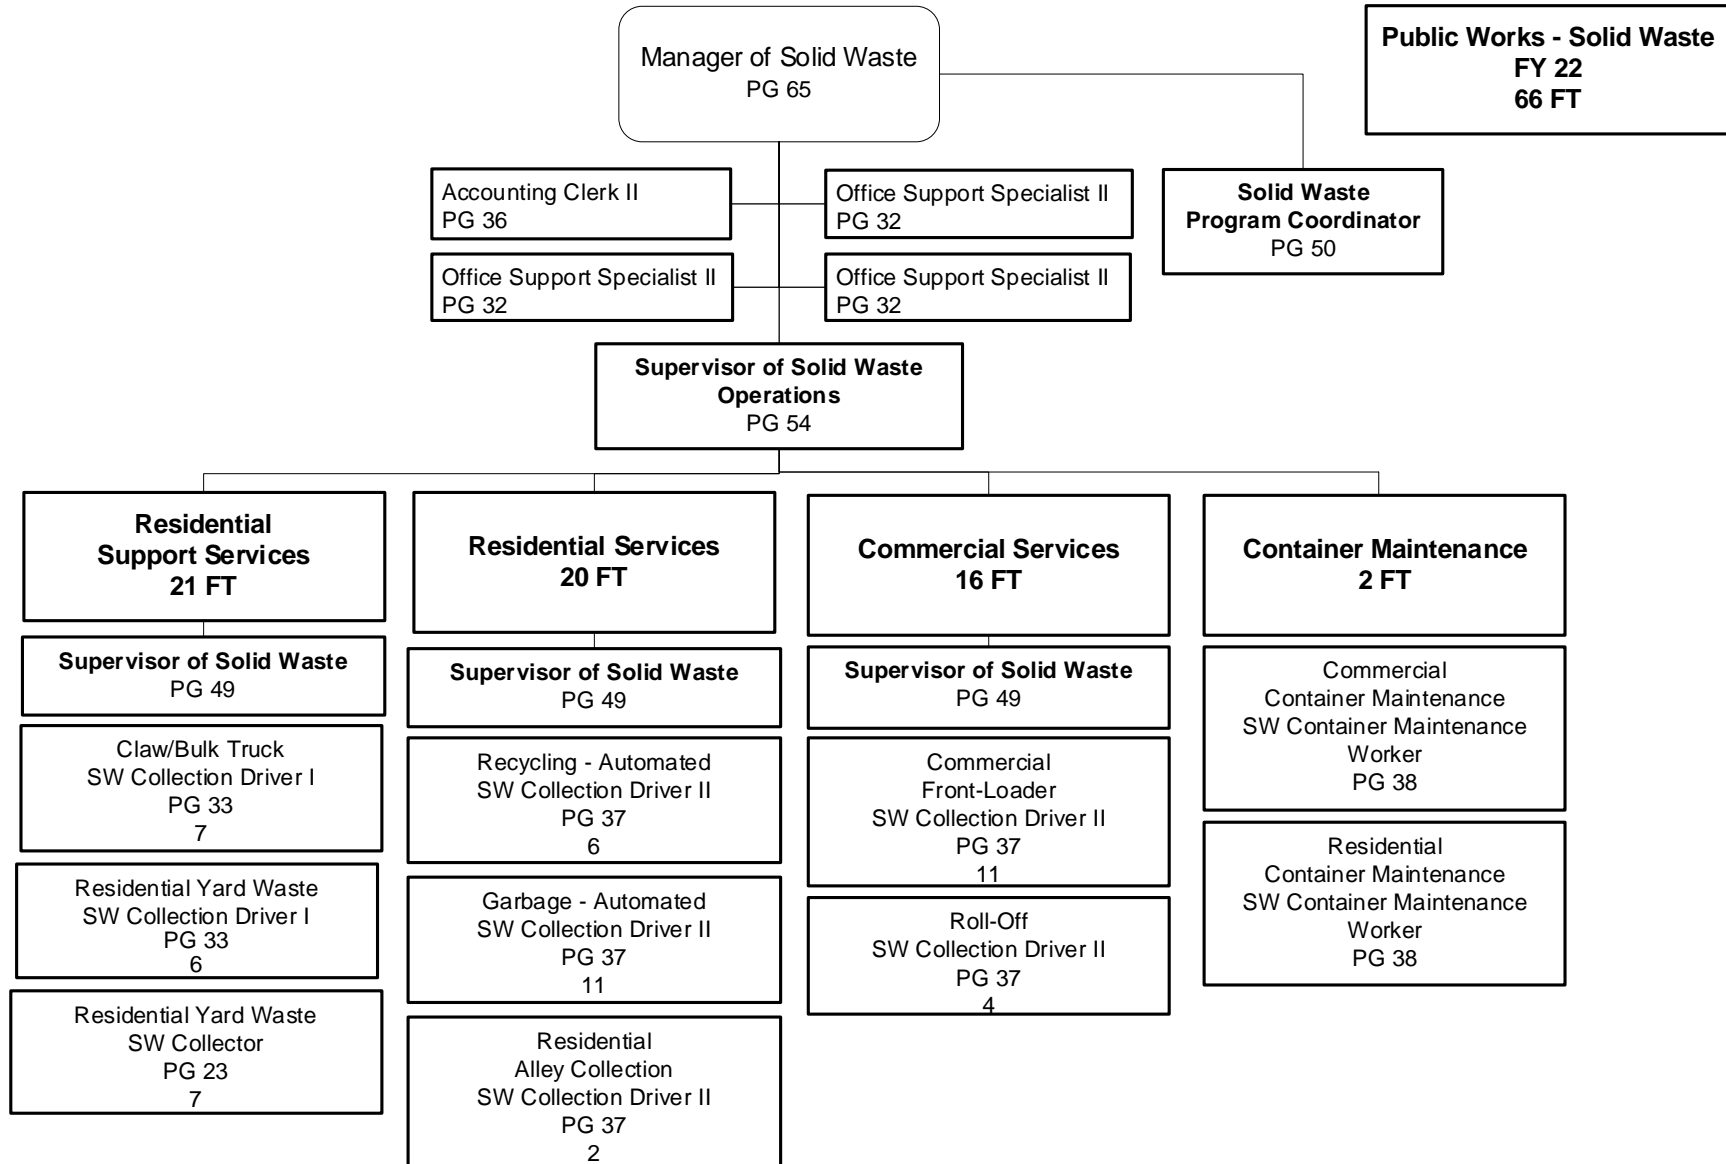 Manager of Solid Waste
PG 65
Public Works - Solid Waste
FY 22
66 FT
Accounting Clerk II
PG 36
Office Support Specialist II
PG 32
Solid Waste
Program Coordinator
PG 50
Office Support Specialist II
PG 32
Office Support Specialist II
PG 32
Supervisor of Solid Waste
Operations
PG 54
Residential
Support Services
21 FT
Supervisor of Solid Waste
PG 49
Claw/Bulk Truck
SW Collection Driver I
PG 33
7
Residential Yard Waste
SW Collection Driver I
PG 33
6
Residential Yard Waste
SW Collector
PG 23
7
Residential Services
20 FT
Supervisor of Solid Waste
PG 49
Recycling - Automated
SW Collection Driver II
PG 37
6
Garbage - Automated
SW Collection Driver II
PG 37
11
Residential
Alley Collection
SW Collection Driver II
PG 37
2
Commercial Services
16 FT
Supervisor of Solid Waste
PG 49
Commercial
Front-Loader
SW Collection Driver II
PG 37
11
Roll-Off
SW Collection Driver II
PG 37
4
Container Maintenance
2 FT
Commercial
Container Maintenance
SW Container Maintenance
Worker
PG 38
Residential
Container Maintenance
SW Container Maintenance
Worker
PG 38